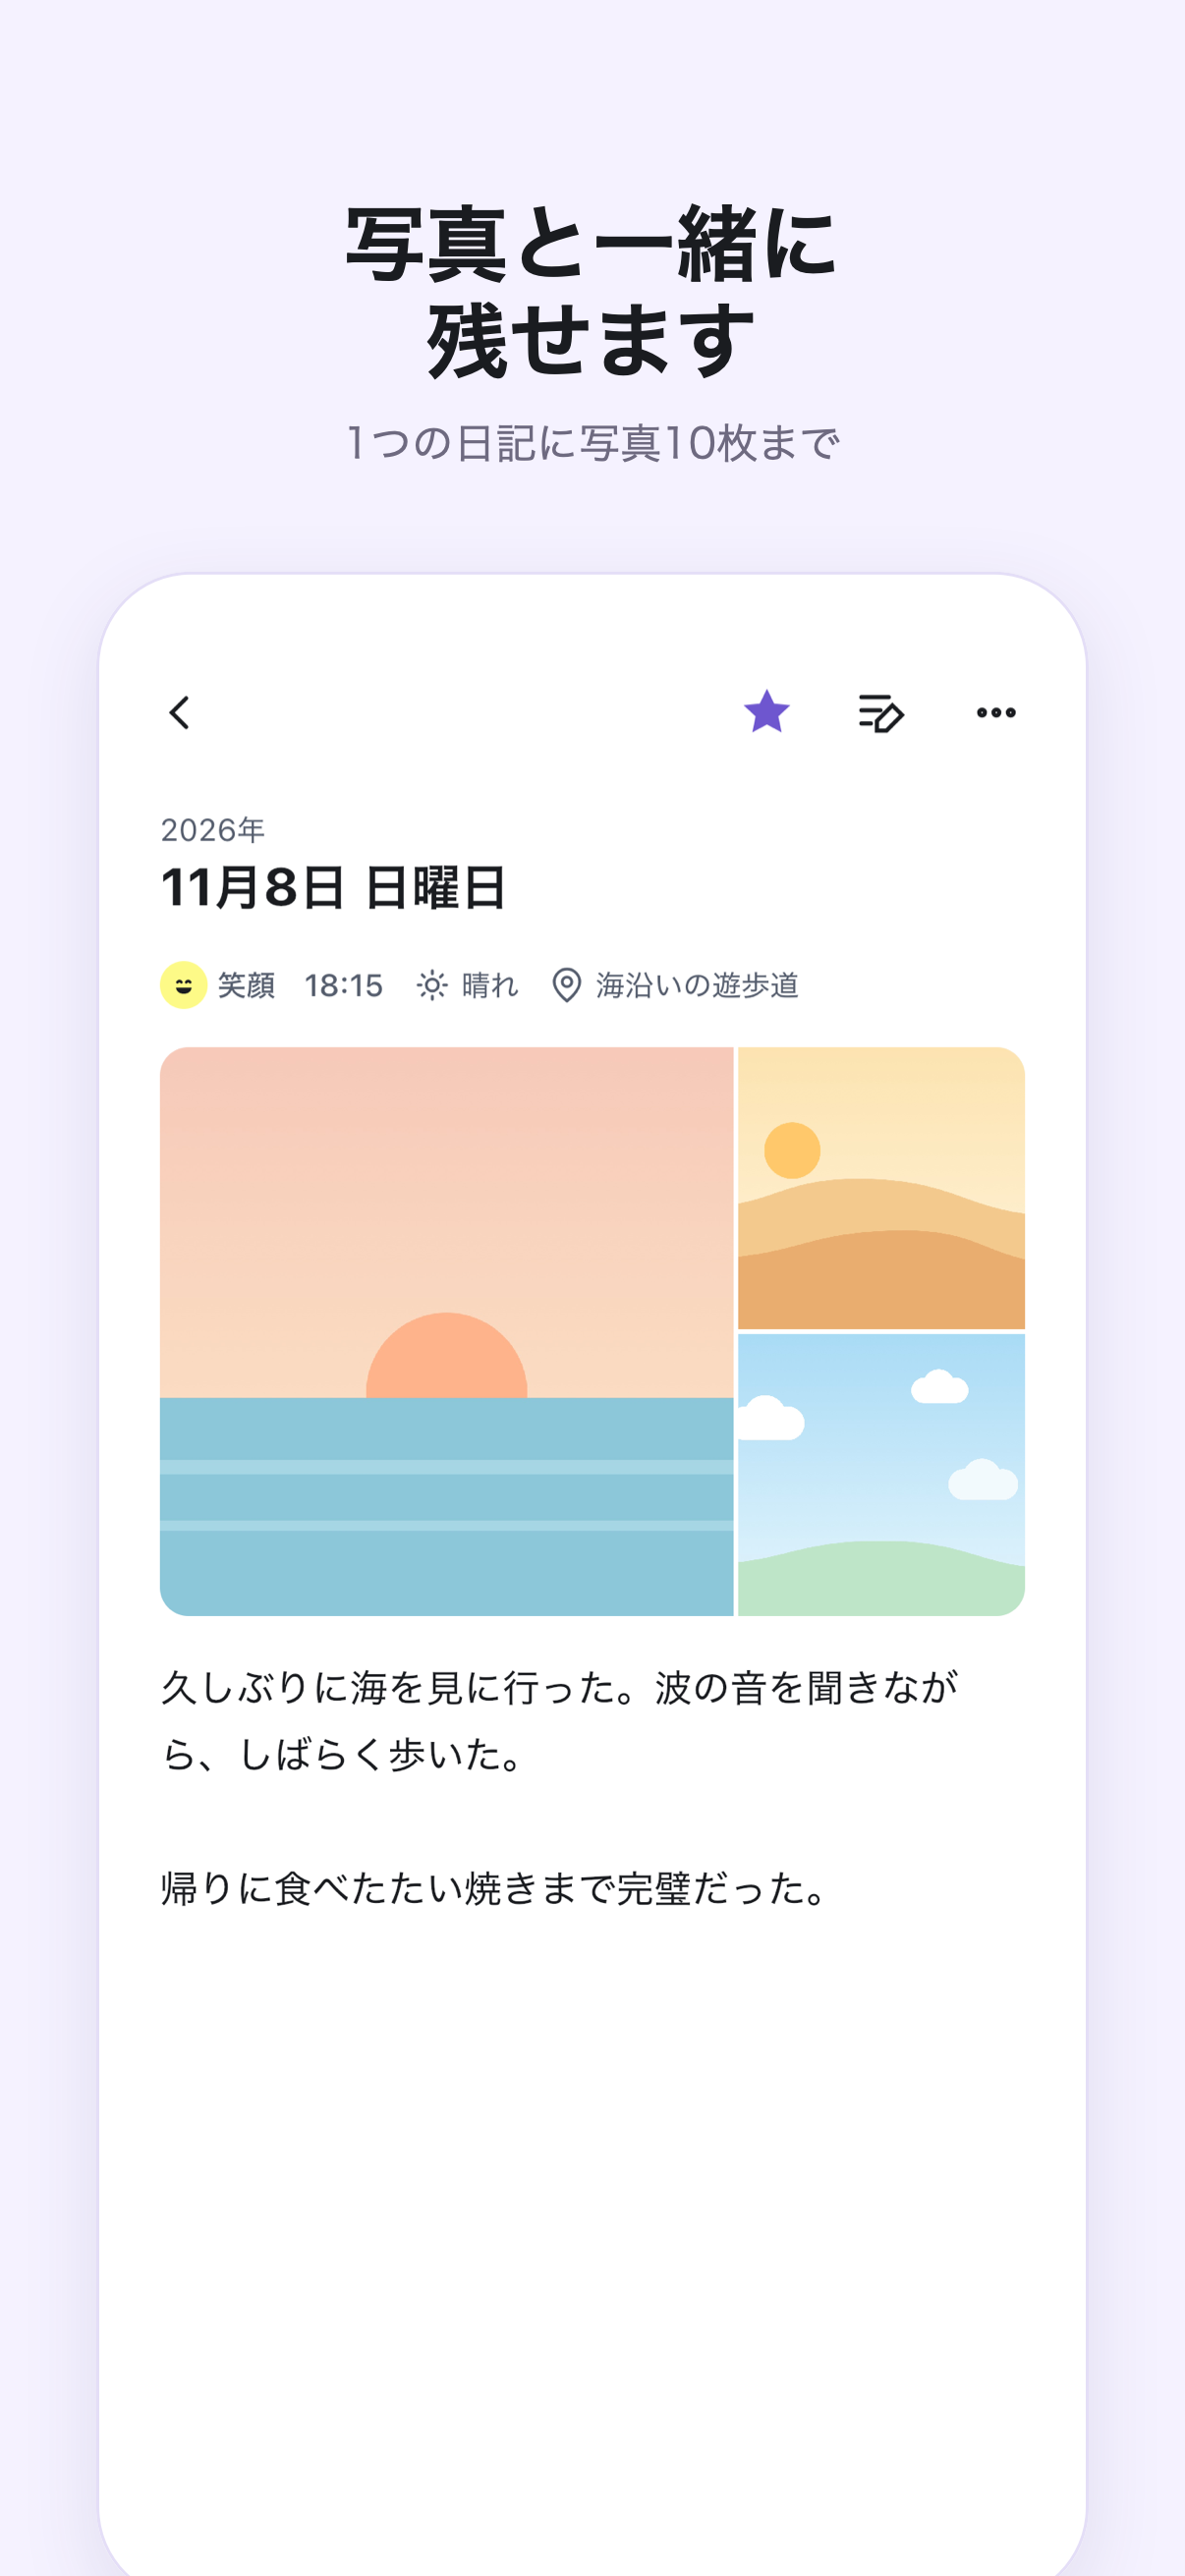 写真と一緒に
残せます
1つの日記に写真10枚まで
2026年
11月8日 日曜日
笑顔 18:15 晴れ 海沿いの遊歩道
久しぶりに海を見に行った。波の音を聞きなが
ら、しばらく歩いた。
帰りに食べたたい焼きまで完璧だった。